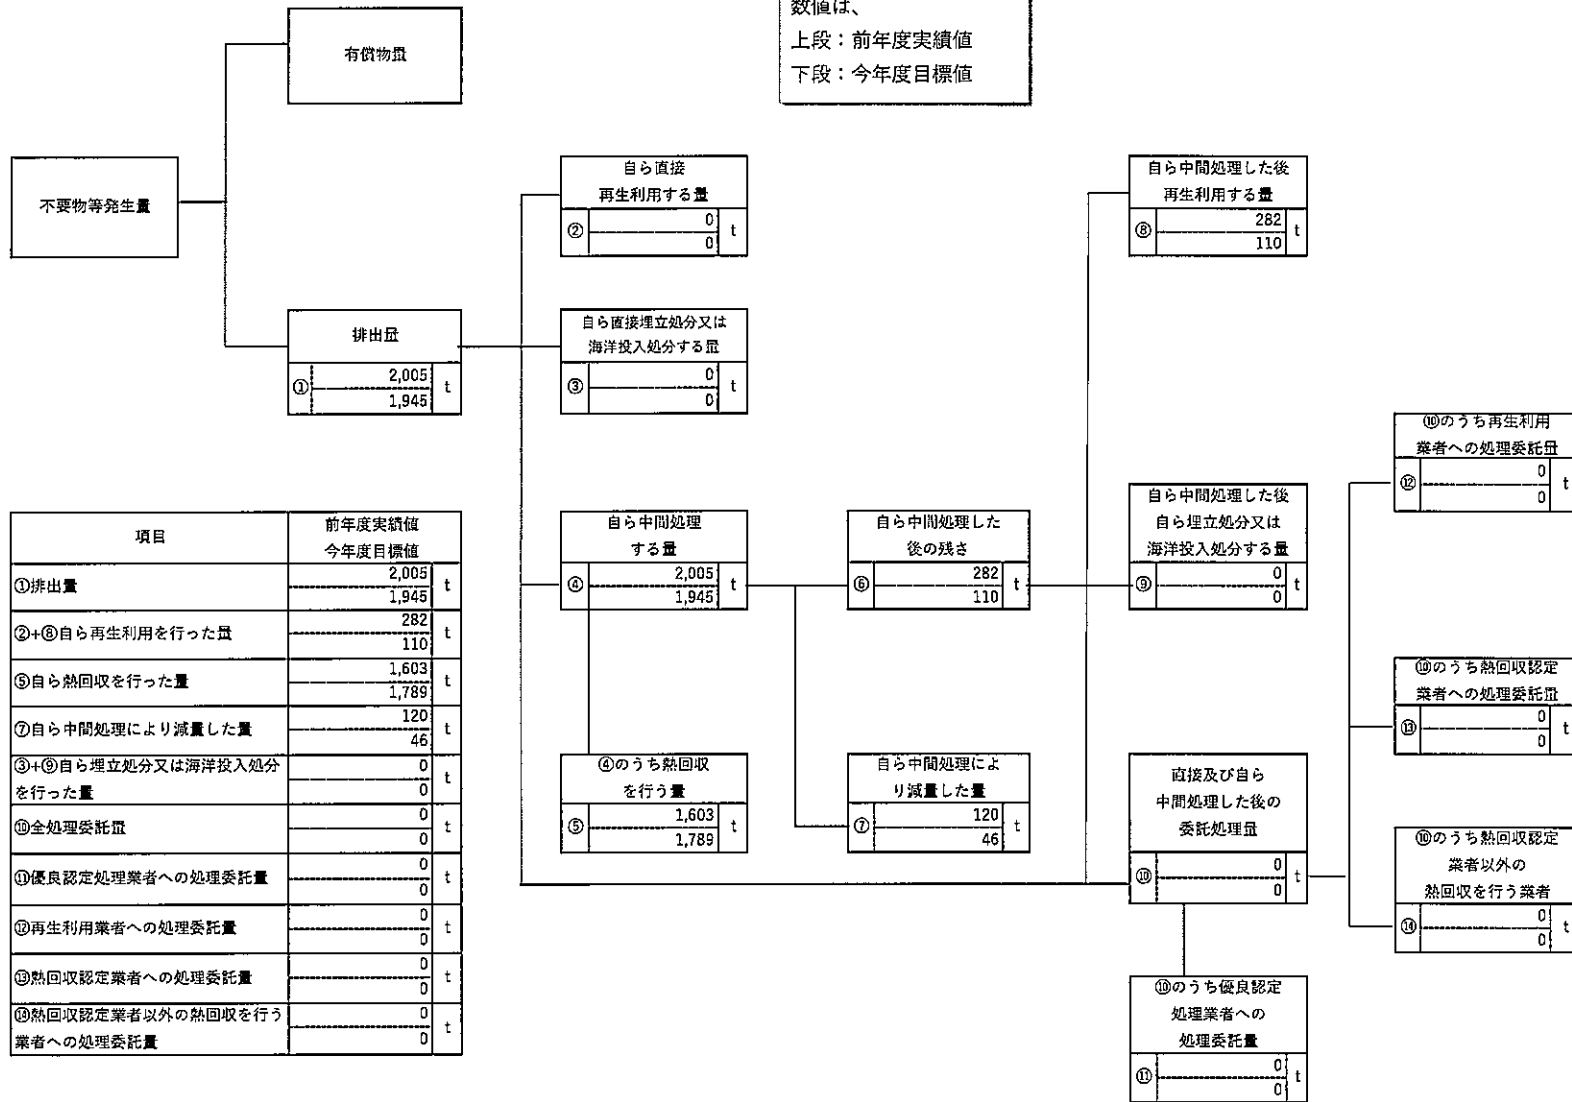 数値は、
上段：前年度実績値
下段：今年度目標値
有償物量
不要物等発生量
排出量
① 2,005 t
1,945
自ら直接
再生利用する量
② 0 t
0
自ら直接埋立処分又は
海洋投入処分する量
③ 0 t
0
自ら中間処理
する量
④ 2,005 t
1,945
④のうち熱回収
を行う量
⑤ 1,603 t
1,789
自ら中間処理した
後の残さ
⑥ 282 t
110
自ら中間処理によ
り減量した量
⑦ 120 t
46
自ら中間処理した後
再生利用する量
⑧ 282 t
110
自ら中間処理した後
自ら埋立処分又は
海洋投入処分する量
⑨ 0 t
0
直接及び自ら
中間処理した後の
委託処理量
⑩ 0 t
0
⑩のうち優良認定
処理業者への
処理委託量
⑪ 0 t
0
⑩のうち再生利用
業者への処理委託量
⑫ 0 t
0
⑩のうち熱回収認定
業者への処理委託量
⑬ 0 t
0
⑩のうち熱回収認定
業者以外の
熱回収を行う業者
⑭ 0 t
0
項目 前年度実績値
今年度目標値
①排出量 2,005 t
1,945
②+⑧自ら再生利用を行った量 282 t
110
⑤自ら熱回収を行った量 1,603 t
1,789
⑦自ら中間処理により減量した量 120 t
46
③+⑨自ら埋立処分又は海洋投入処分 0 t
を行った量 0
⑩全処理委託量 0 t
0
⑪優良認定処理業者への処理委託量 0 t
0
⑫再生利用業者への処理委託量 0 t
0
⑬熱回収認定業者への処理委託量 0 t
0
⑭熱回収認定業者以外の熱回収を行う 0 t
業者への処理委託量 0